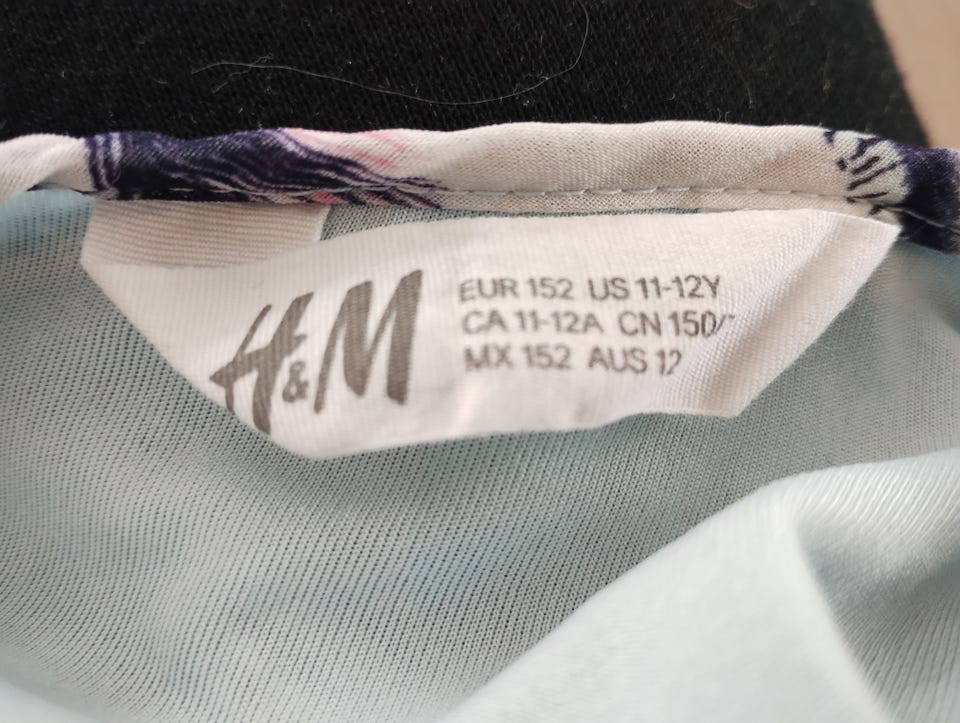 H&M
EUR 152 US 11-12Y
CA 11-12A CN 150/
MX 152 AUS 12